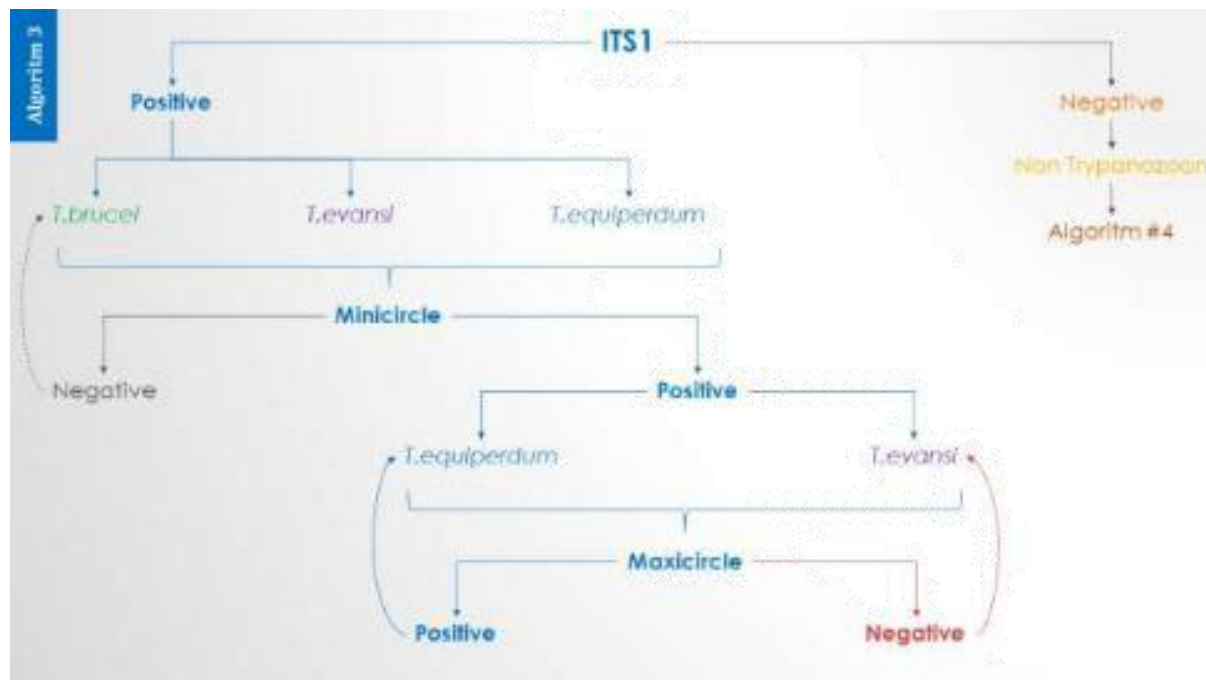 Algoritm 3
ITS1
Positive
Negative
Non Trypanozoon
T.brucei
T.evansi
T.equiperdum
Algoritm #4
Minicircle
Negative
Positive
T.equiperdum
T.evansi
Maxicircle
Positive
Negative